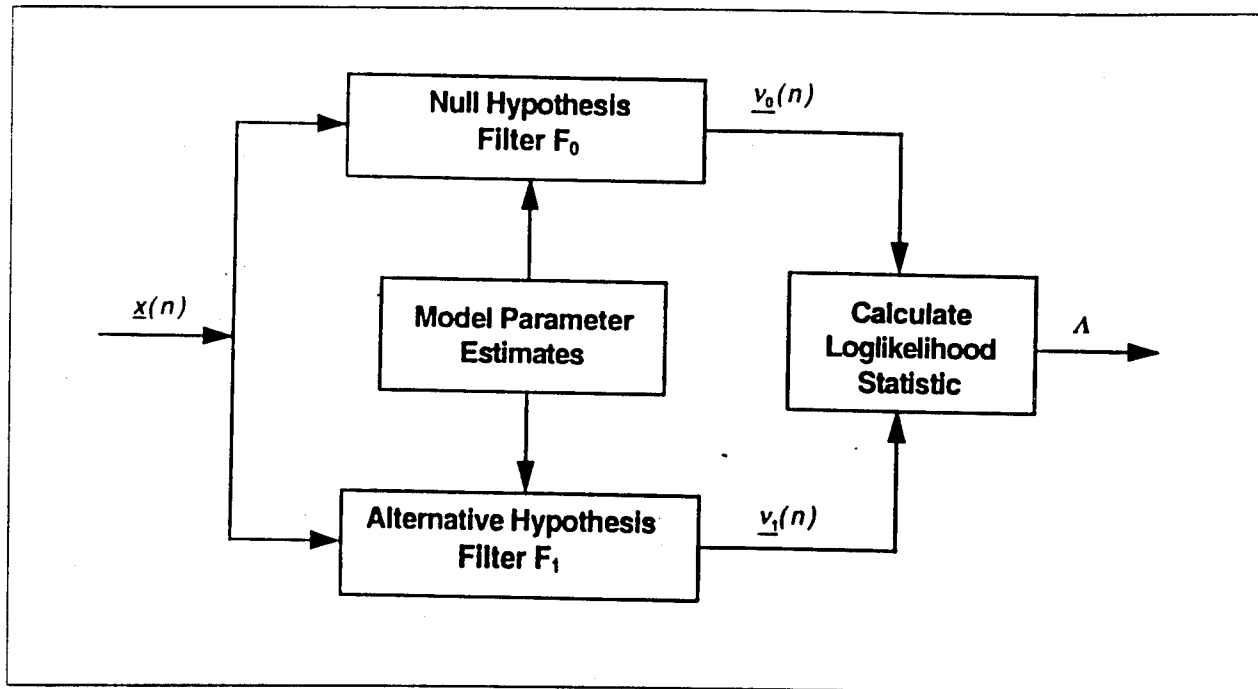 Null Hypothesis
Filter F₀
v₀(n)
x(n)
Model Parameter
Estimates
Calculate
Loglikelihood
Statistic
Λ
Alternative Hypothesis
Filter F₁
v₁(n)